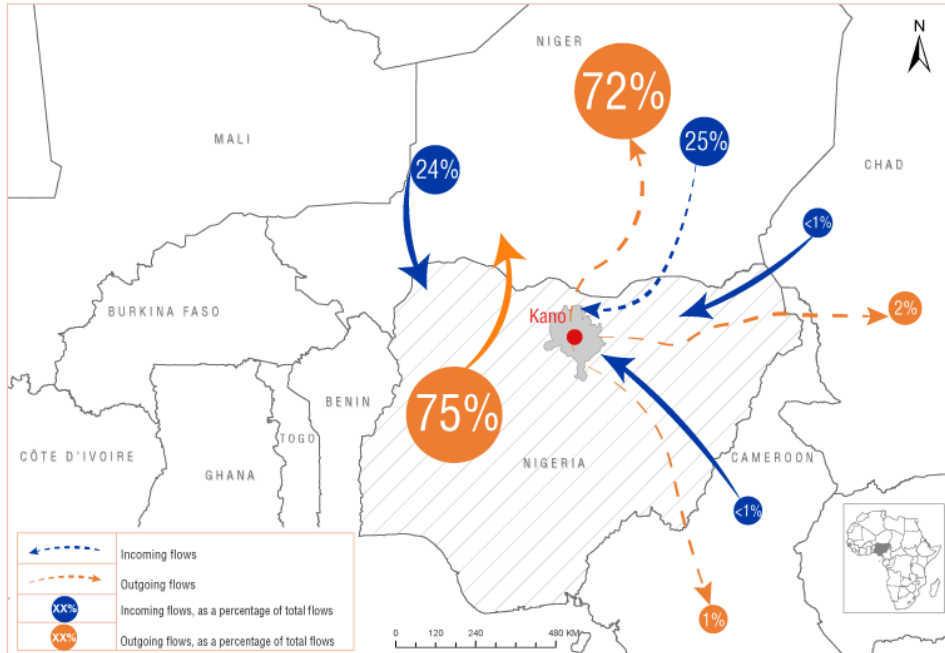 N
NIGER
72%
MALI
25%
24%
CHAD
<1%
BURKINA FASO
Kano
2%
75%
BENIN
TOGO
CÔTE D'IVOIRE
GHANA
NIGERIA
CAMEROON
<1%
1%
Incoming flows
Outgoing flows
XX%
Incoming flows, as a percentage of total flows
XX%
Outgoing flows, as a percentage of total flows
0 120 240 480 KM